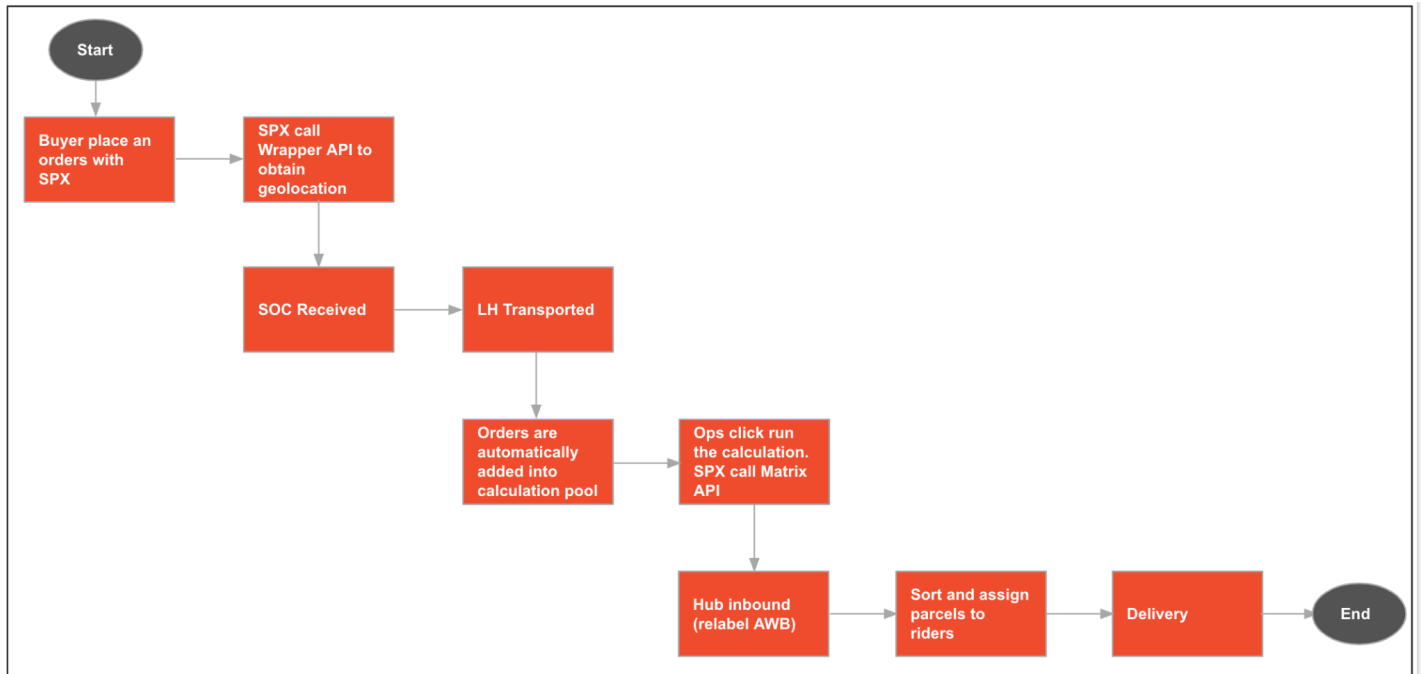 Start
Buyer place an
orders with
SPX
SPX call
Wrapper API to
obtain
geolocation
SOC Received
LH Transported
Orders are
automatically
added into
calculation pool
Ops click run
the calculation.
SPX call Matrix
API
Hub inbound
(relabel AWB)
Sort and assign
parcels to
riders
Delivery
End